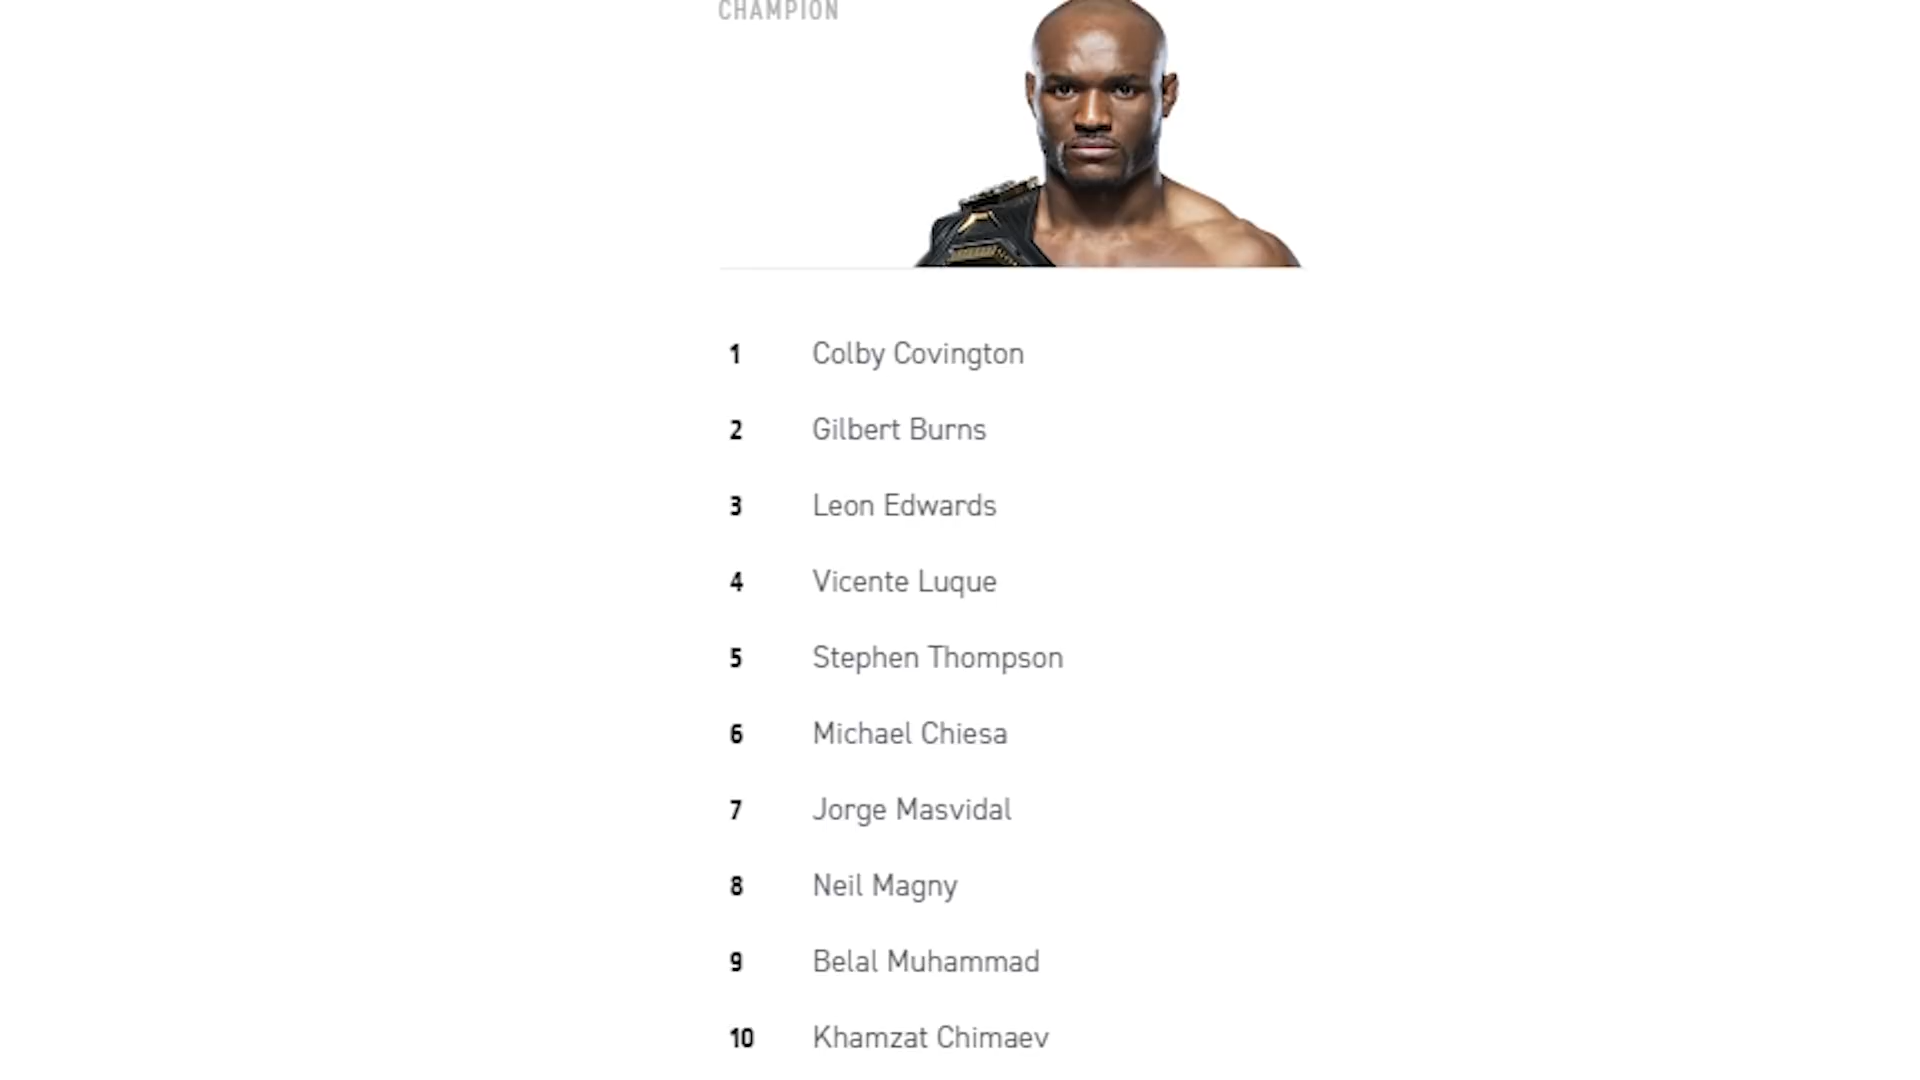 CHAMPION
1 Colby Covington
2 Gilbert Burns
3 Leon Edwards
4 Vicente Luque
5 Stephen Thompson
6 Michael Chiesa
7 Jorge Masvidal
8 Neil Magny
9 Belal Muhammad
10 Khamzat Chimaev